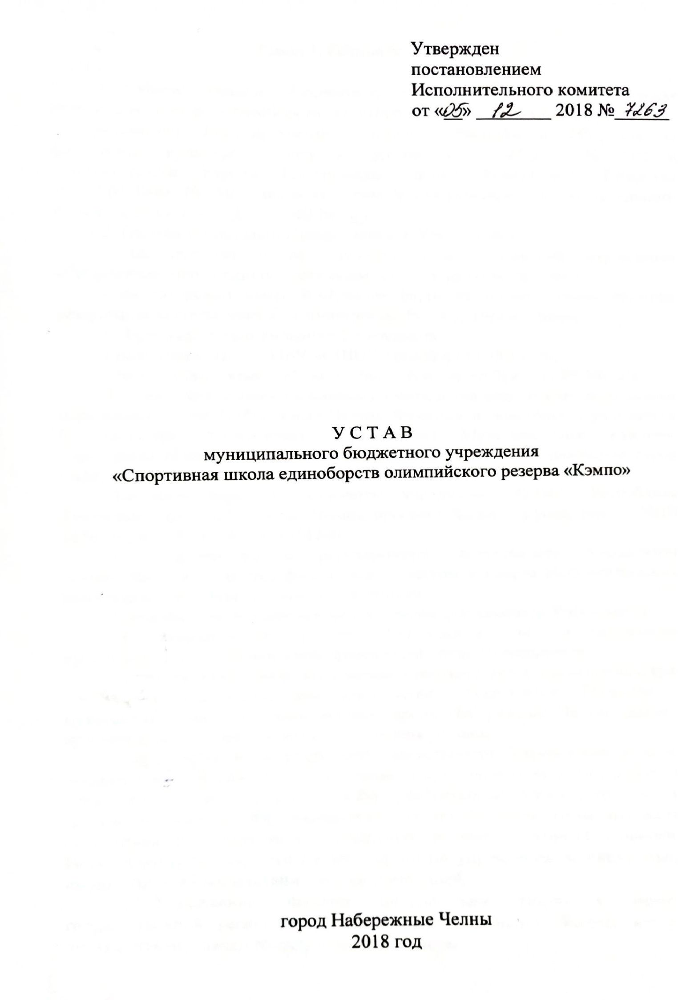 Утвержден
постановлением
Исполнительного комитета
от «05» 12 2018 № 7263
У С Т А В
муниципального бюджетного учреждения
«Спортивная школа единоборств олимпийского резерва «Кэмпо»
город Набережные Челны
2018 год